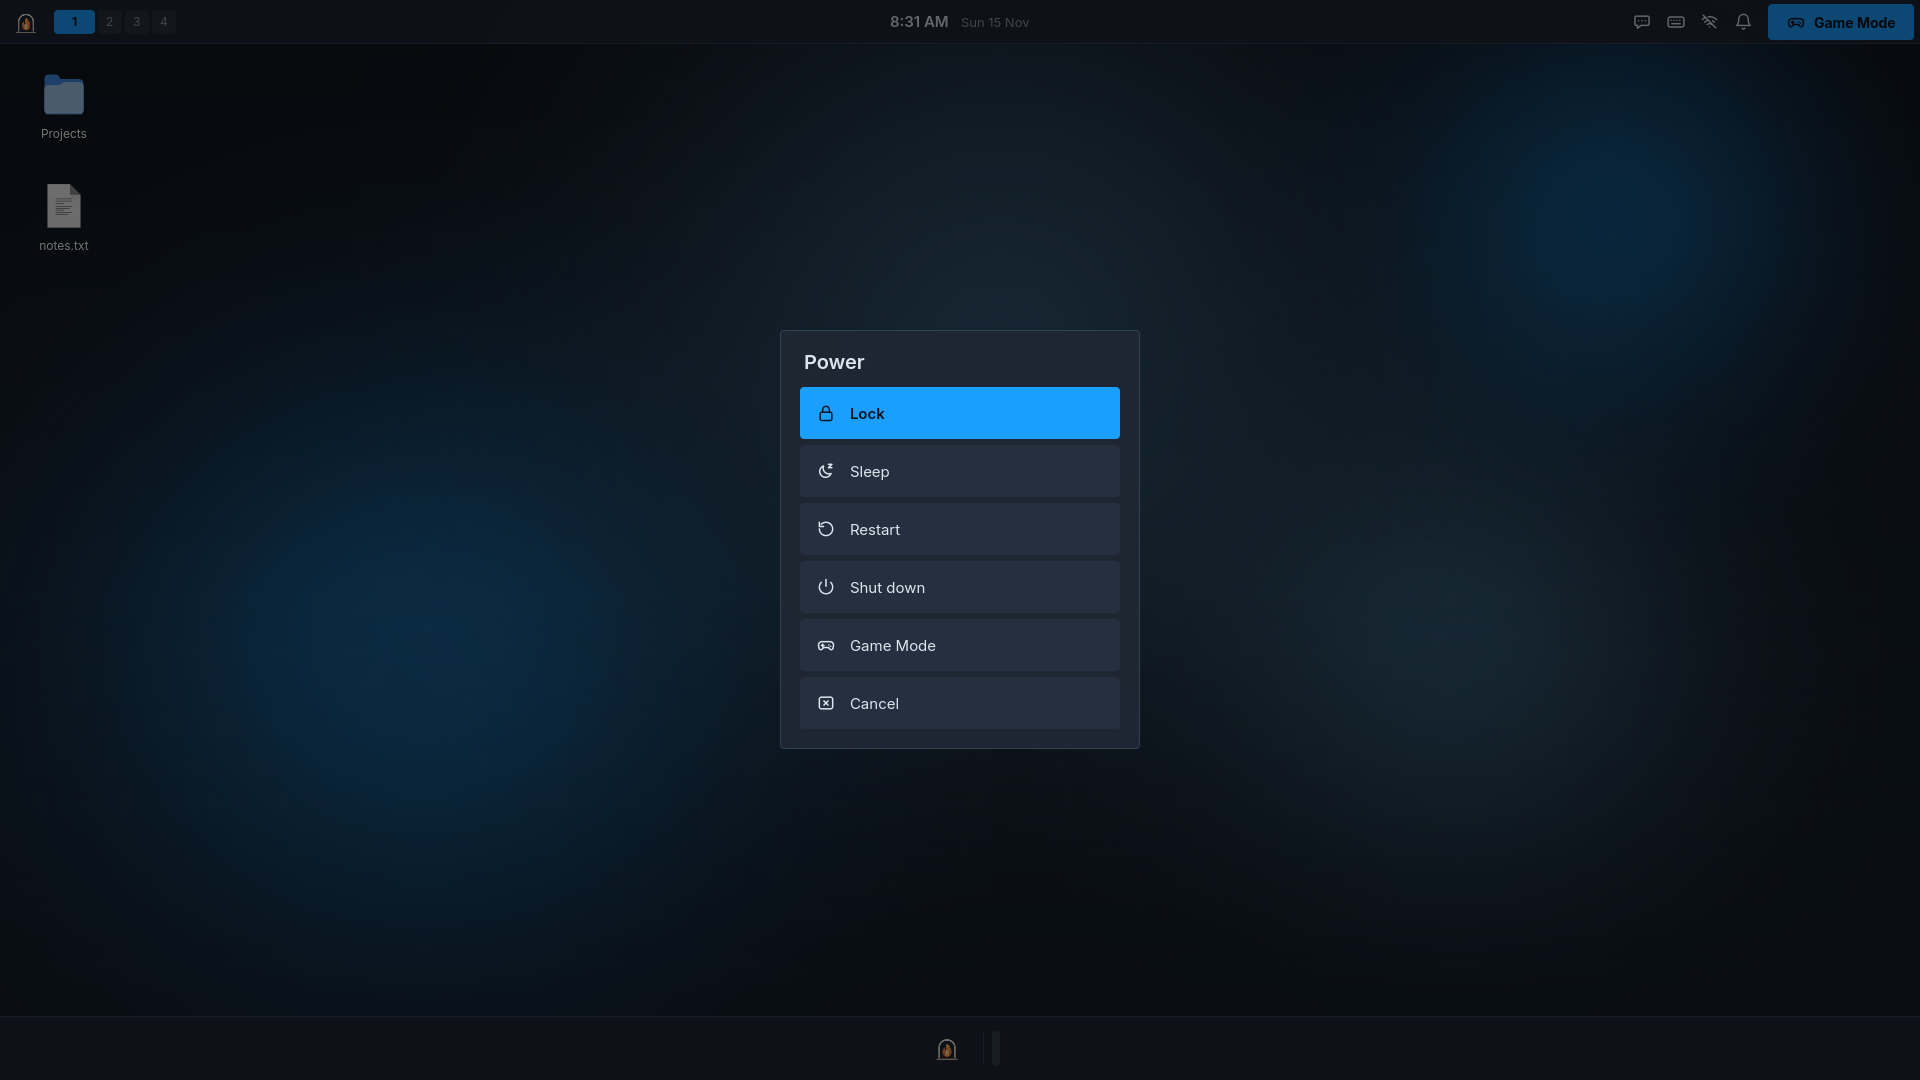 1 2 3 4
8:31 AM Sun 15 Nov
Game Mode
Projects
notes.txt
Power
Lock
Sleep
Restart
Shut down
Game Mode
Cancel